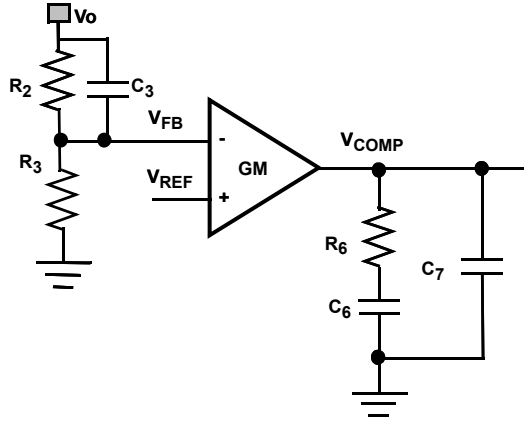 Vo
R2
C3
VFB
VCOMP
R3
VREF
-
GM
+
R6
C7
C6